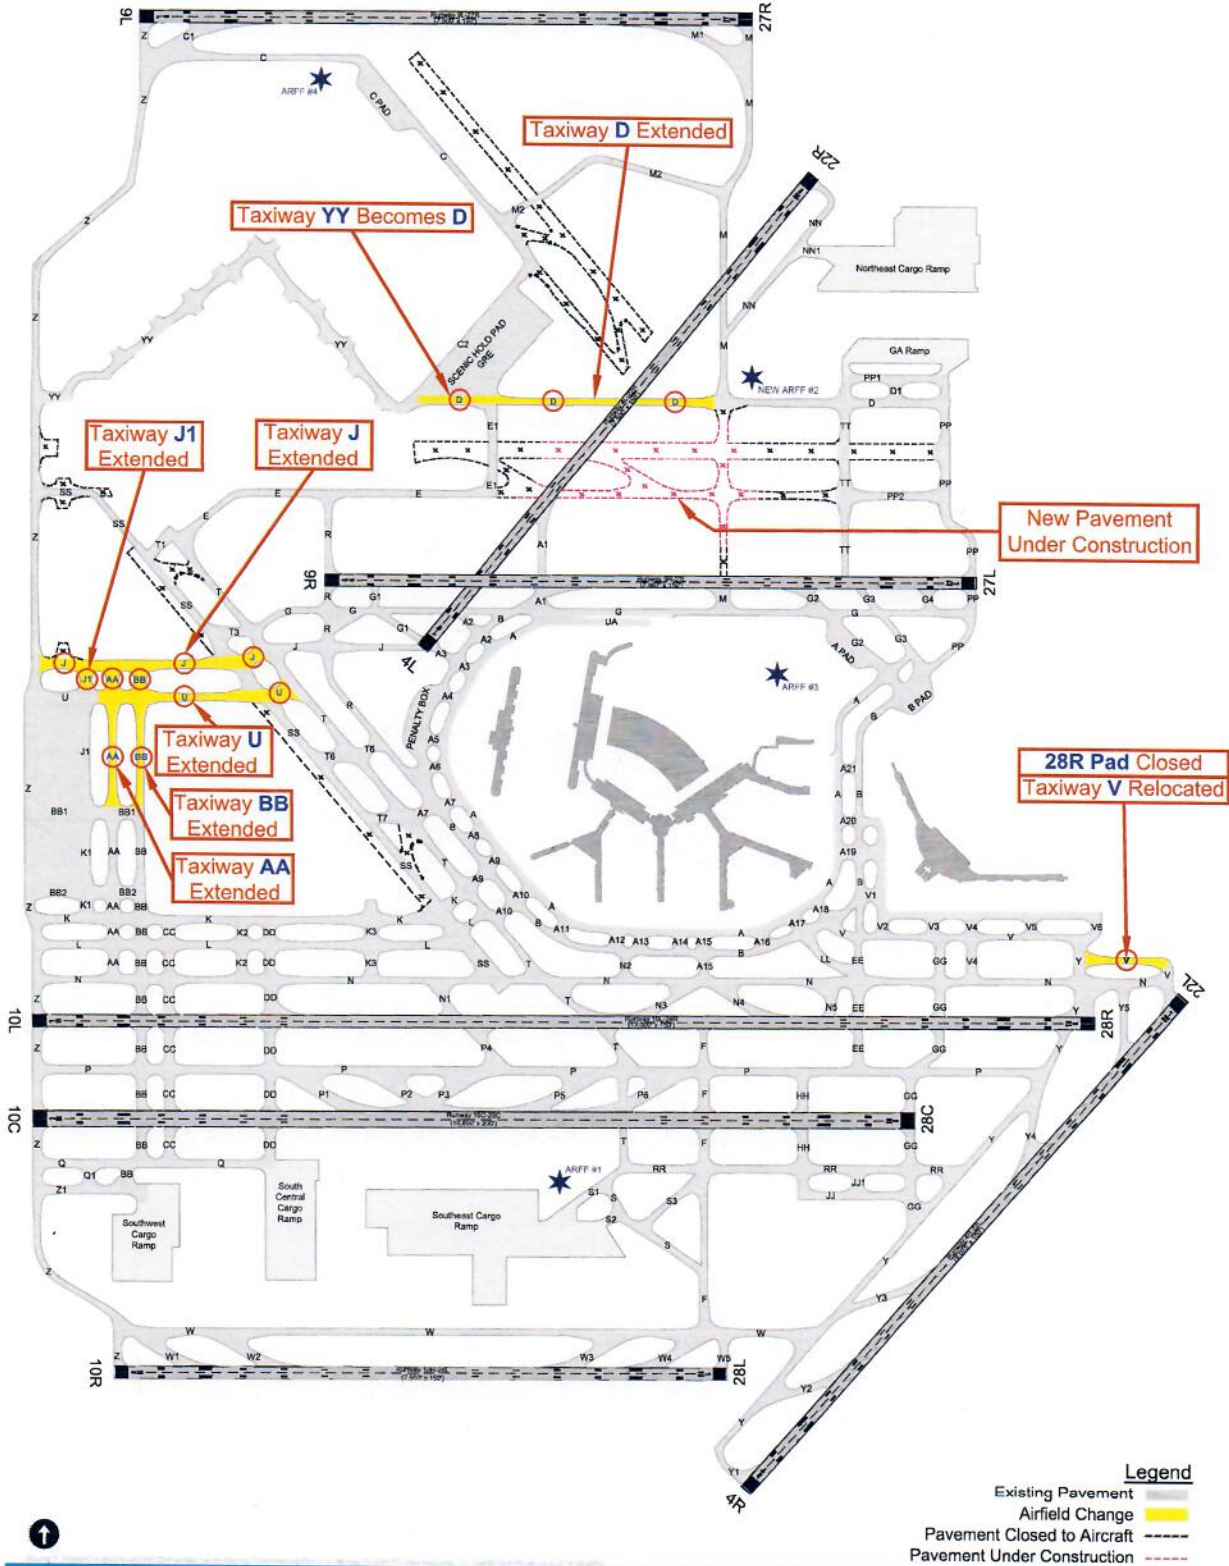 9L
27R
Z
C1
M1
M
C
ARFF #4
C PAD
Z
M
Taxiway D Extended
22R
C
M2
Taxiway YY Becomes D
M2
NN
Z
M
NN1
Northeast Cargo Ramp
NN
Z
YY
YY
C2
SCENIC HOLD PAD
GRE
M
GA Ramp
PP1
D1
NEW ARFF #2
YY
D
D
D
D
Taxiway J1
Extended
Taxiway J
Extended
E1
TT
PP
SS
E
E
E1
TT
PP2
PP
New Pavement
Under Construction
SS
E
Z
T1
R
A1
TT
PP
9R
27L
SS
T
R
G1
A1
M
G2
G3
G4
PP
G
G
G
UA
G
A2
B
A2
A
T3
R
G1
G2
G3
J
J
4L
A3
A PAD
PP
J
J
J
A3
J1
AA
BB
ARFF #3
U
U
U
A4
PENALTY BOX
B PAD
A
B
T
R
SS
J1
Taxiway U
Extended
T6
T6
A5
A6
AA
BB
28R Pad Closed
Taxiway V Relocated
Z
A21
A
B
Taxiway BB
Extended
BB1
BB1
A7
A7
A
B
A8
T7
A20
K1
AA
BB
Taxiway AA
Extended
SS
T
A9
A9
A19
BB2
BB2
A
B
V1
Z
K1
AA
BB
K
A10
A10
A
B
A11
A18
A17
K
K
K
L
V2
V3
V4
V5
V6
AA
BB
CC
K2
DD
K3
A12
A13
A14
A15
A
A16
B
V
V
L
L
AA
BB
CC
K2
DD
K3
SS
T
N2
A15
LL
EE
GG
V4
Y
V
V
N
N
N
N
N
N
22L
Z
BB
CC
DD
N1
T
N3
N4
N5
EE
GG
Y
Y5
10L
28R
Z
BB
CC
DD
P4
T
F
EE
GG
Y
P
P
P
P
P
BB
CC
DD
P1
P2
P3
P5
P6
F
HH
GG
10C
Runway 10C-28C
28C
Z
BB
CC
DD
T
F
HH
GG
Y
Y4
Q
Q1
BB
Q
ARFF #1
RR
RR
RR
Z1
S1
S
S3
JJ1
JJ
South
Central
Cargo
Ramp
S2
GG
Southwest
Cargo
Ramp
Southeast Cargo
Ramp
S
Y
Z
F
Y3
W
W
W
Z
W1
W2
W3
W4
W5
10R
28L
Y2
Y
Y1
4R
Legend
Existing Pavement
Airfield Change
Pavement Closed to Aircraft
Pavement Under Construction